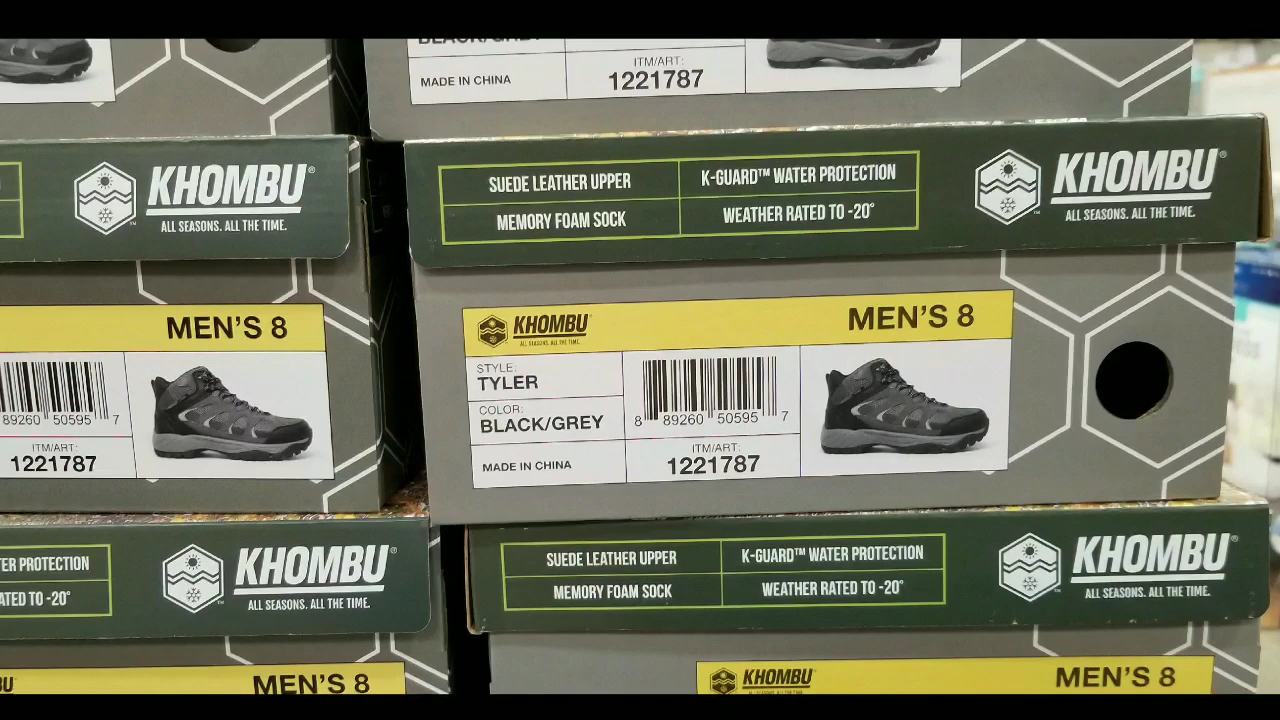 BLACK/GREY
MADE IN CHINA
ITM/ART:
1221787
KHOMBU®
ALL SEASONS. ALL THE TIME.
SUEDE LEATHER UPPER
K-GUARD™ WATER PROTECTION
MEMORY FOAM SOCK
WEATHER RATED TO -20°
KHOMBU®
ALL SEASONS. ALL THE TIME.
MEN'S 8
89260 50595 7
ITM/ART:
1221787
KHOMBU
ALL SEASONS. ALL THE TIME.
MEN'S 8
STYLE:
TYLER
COLOR:
BLACK/GREY
MADE IN CHINA
8 89260 50595 7
ITM/ART:
1221787
TER PROTECTION
ATED TO -20°
KHOMBU®
ALL SEASONS. ALL THE TIME.
SUEDE LEATHER UPPER
K-GUARD™ WATER PROTECTION
MEMORY FOAM SOCK
WEATHER RATED TO -20°
KHOMBU®
ALL SEASONS. ALL THE TIME.
BU
MEN'S 8
KHOMBU
MEN'S 8